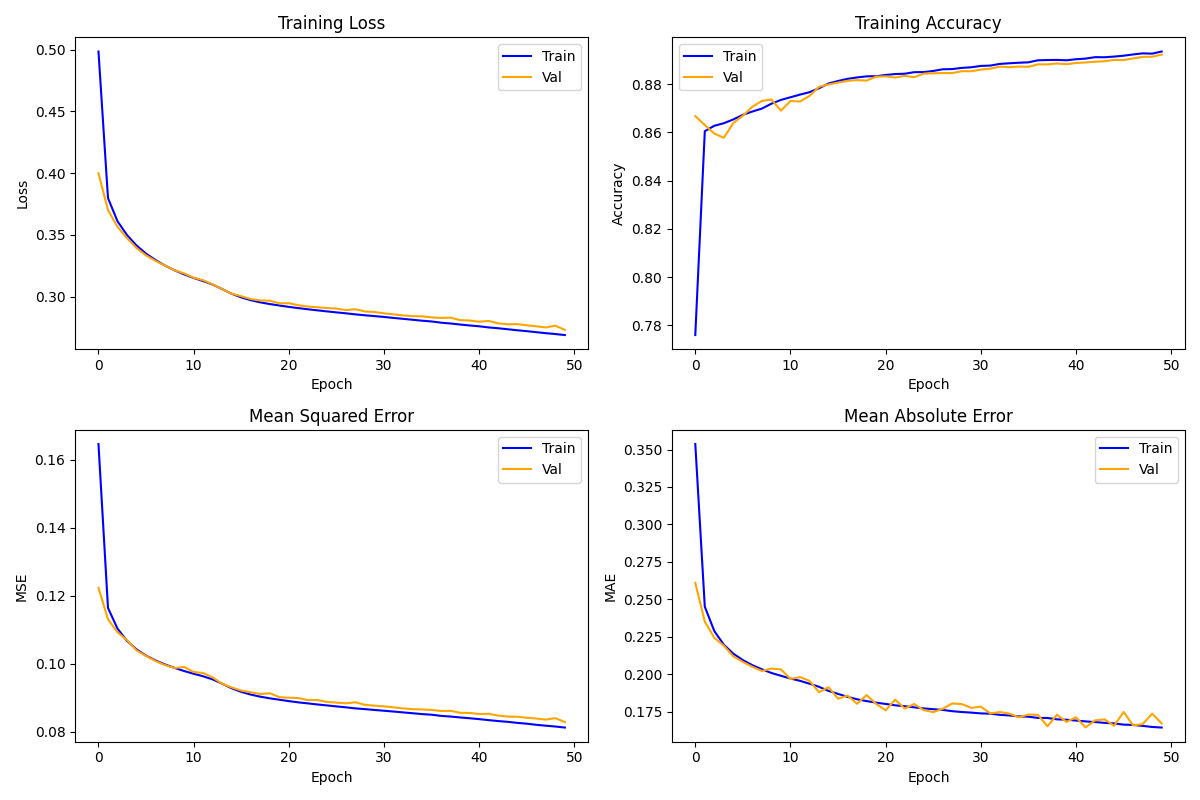 Training Loss
Loss
0.50
0.45
0.40
0.35
0.30
Train
Val
0 10 20 30 40 50
Epoch
Training Accuracy
Accuracy
0.88
0.86
0.84
0.82
0.80
0.78
Train
Val
0 10 20 30 40 50
Epoch
Mean Squared Error
MSE
0.16
0.14
0.12
0.10
0.08
Train
Val
0 10 20 30 40 50
Epoch
Mean Absolute Error
MAE
0.350
0.325
0.300
0.275
0.250
0.225
0.200
0.175
Train
Val
0 10 20 30 40 50
Epoch